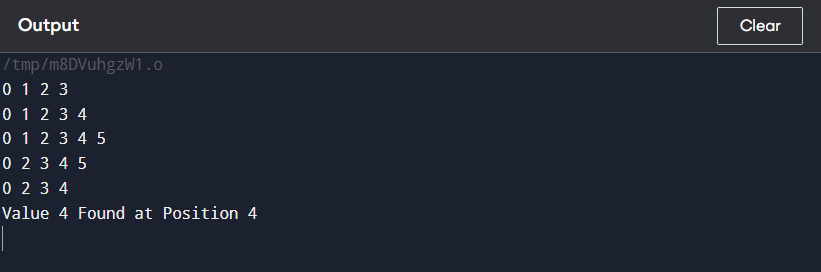 Output
Clear
/tmp/m8DVuhgzW1.o
0 1 2 3
0 1 2 3 4
0 1 2 3 4 5
0 2 3 4 5
0 2 3 4
Value 4 Found at Position 4